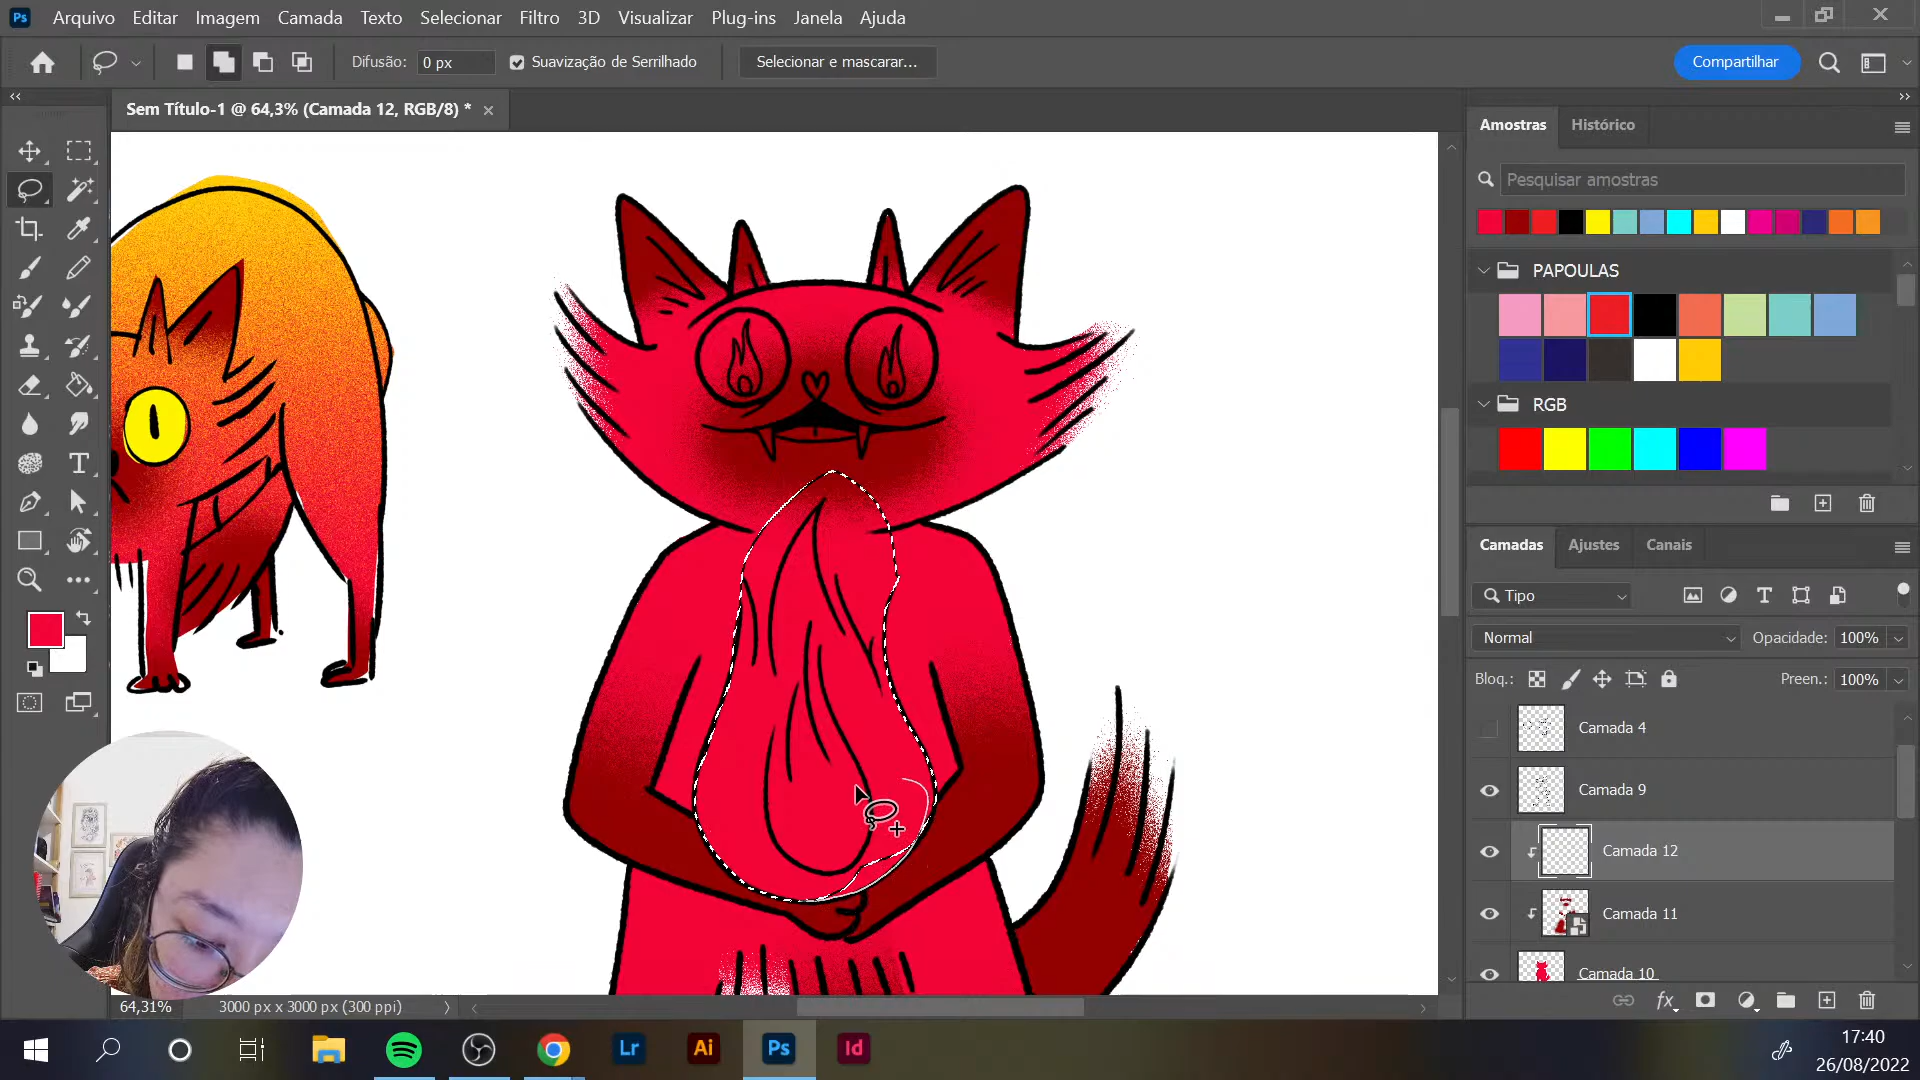 Ps Arquivo Editar Imagem Camada Texto Selecionar Filtro 3D Visualizar Plug-ins Janela Ajuda
Difusão: 0 px Suavização de Serrilhado Selecionar e mascarar... Compartilhar
Sem Título-1 @ 64,3% (Camada 12, RGB/8) *
Amostras Histórico
Pesquisar amostras
PAPOULAS
RGB
Camadas Ajustes Canais
Tipo
Normal Opacidade: 100%
Bloq.: Preen.: 100%
Camada 4
Camada 9
Camada 12
Camada 11
Camada 10
64,31% 3000 px x 3000 px (300 ppi)
fx
Lr Ai Ps Id
17:40
26/08/2022